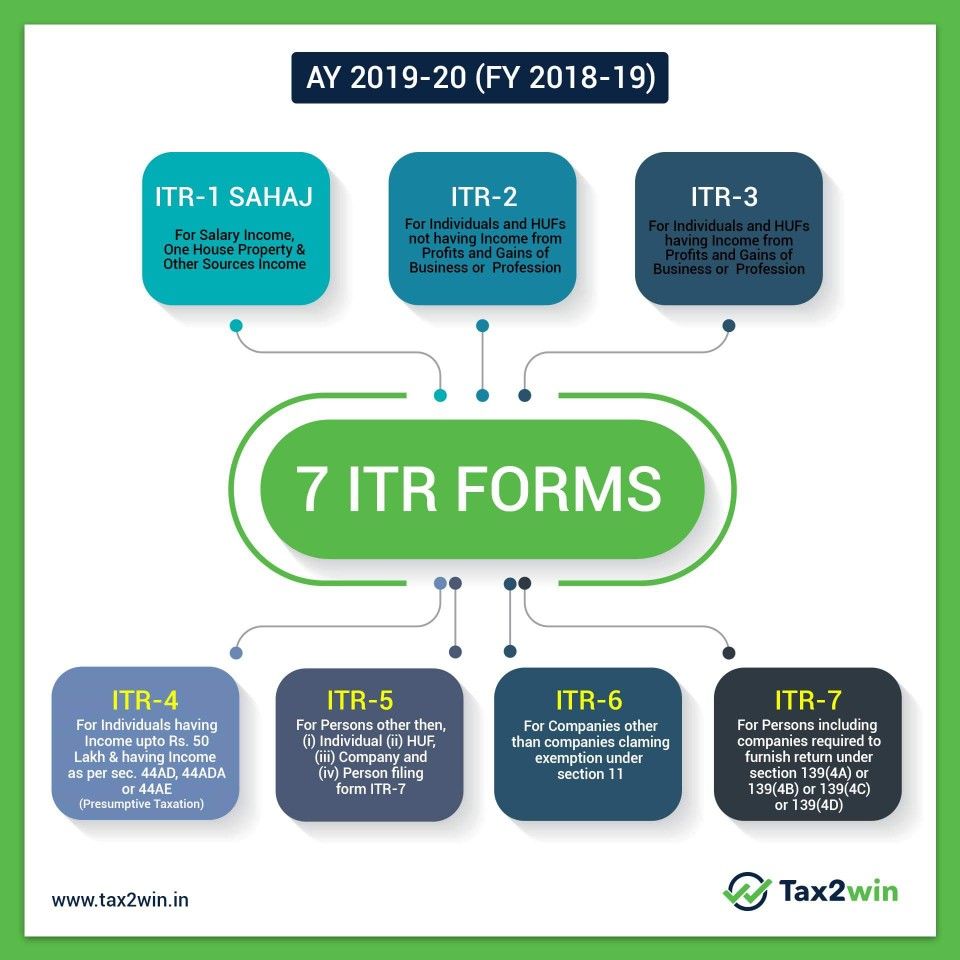 AY 2019-20 (FY 2018-19)
ITR-1 SAHAJ
For Salary Income,
One House Property &
Other Sources Income
ITR-2
For Individuals and HUFs
not having Income from
Profits and Gains of
Business or Profession
ITR-3
For Individuals and HUFs
having Income from
Profits and Gains of
Business or Profession
7 ITR FORMS
ITR-4
For Individuals having
Income upto Rs. 50
Lakh & having Income
as per sec. 44AD, 44ADA
or 44AE
(Presumptive Taxation)
ITR-5
For Persons other then,
(i) Individual (ii) HUF,
(iii) Company and
(iv) Person filing
form ITR-7
ITR-6
For Companies other
than companies claming
exemption under
section 11
ITR-7
For Persons including
companies required to
furnish return under
section 139(4A) or
139(4B) or 139(4C)
or 139(4D)
www.tax2win.in
Tax2win